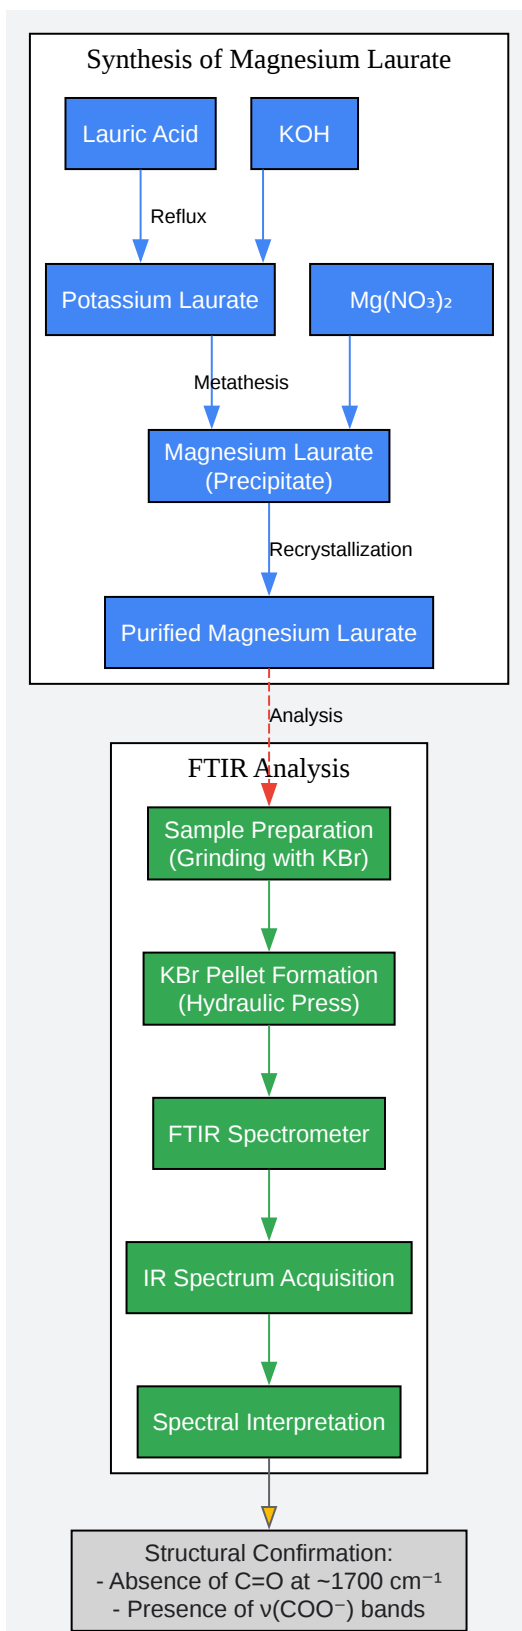 Synthesis of Magnesium Laurate
Lauric Acid
KOH
Reflux
Potassium Laurate
Mg(NO₃)₂
Metathesis
Magnesium Laurate
(Precipitate)
Recrystallization
Purified Magnesium Laurate
Analysis
FTIR Analysis
Sample Preparation
(Grinding with KBr)
KBr Pellet Formation
(Hydraulic Press)
FTIR Spectrometer
IR Spectrum Acquisition
Spectral Interpretation
Structural Confirmation:
- Absence of C=O at ~1700 cm⁻¹
- Presence of ν(COO⁻) bands